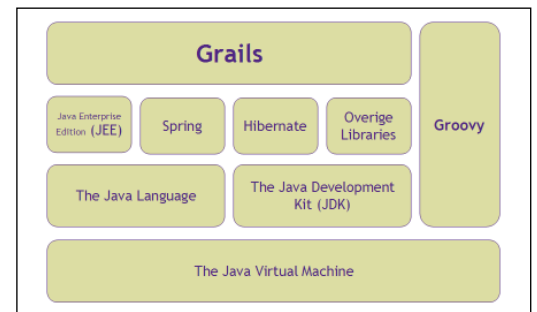 Grails
Java Enterprise
Edition (JEE)
Spring
Hibernate
Overige
Libraries
Groovy
The Java Language
The Java Development
Kit (JDK)
The Java Virtual Machine